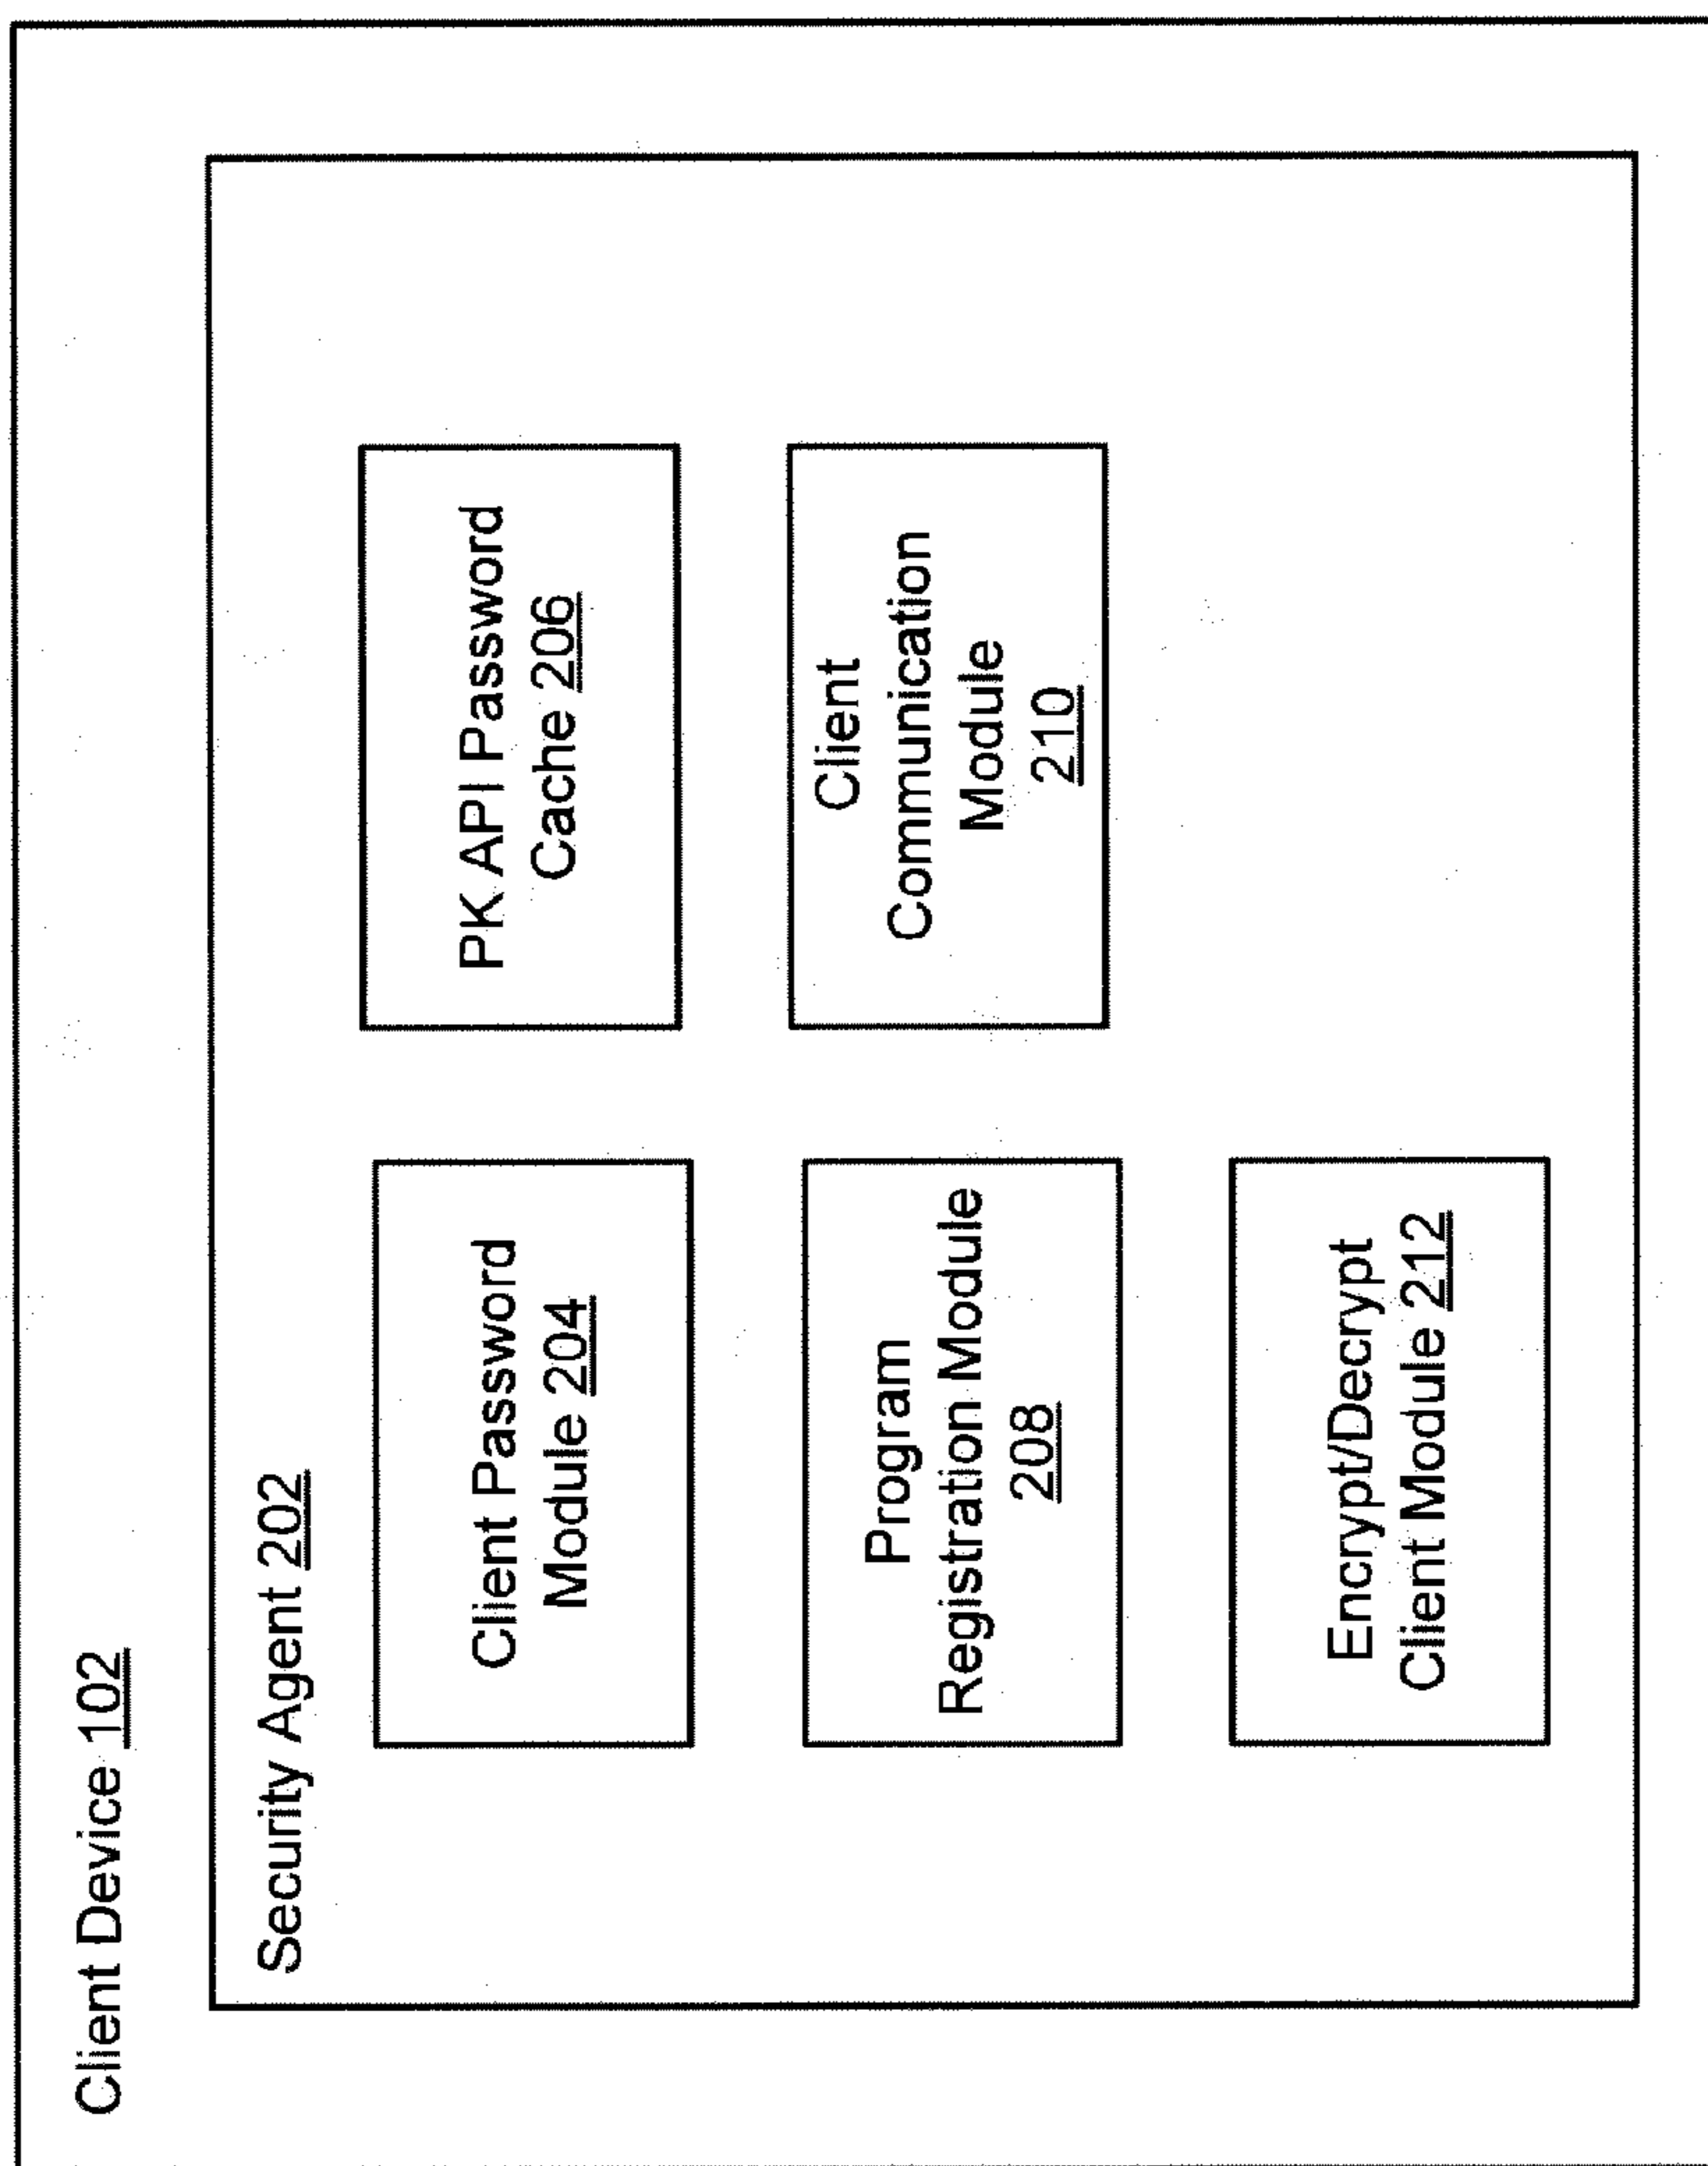 Client Device 102
Security Agent 202
Client Password
Module 204
PK API Password
Cache 206
Program
Registration Module
208
Client
Communication
Module
210
Encrypt/Decrypt
Client Module 212